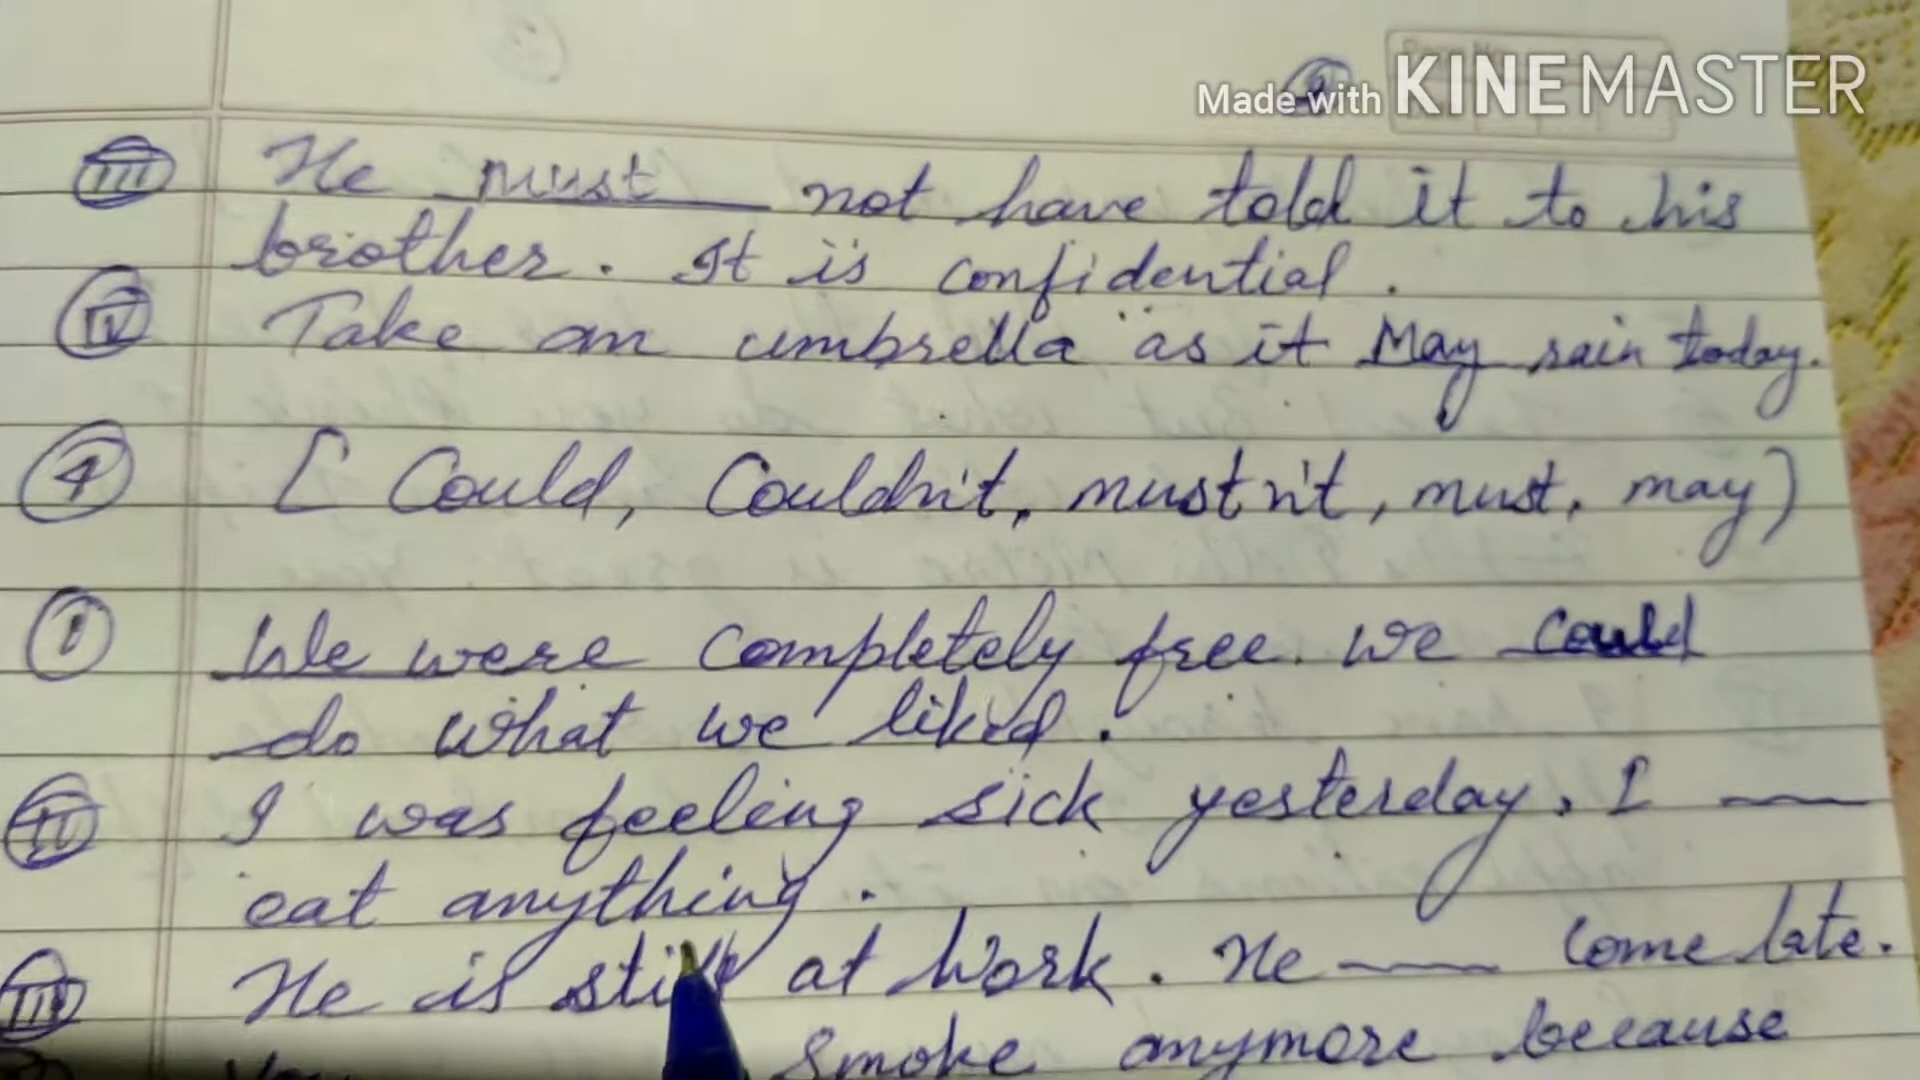 Made with KINEMASTER
III He must not have told it to his
brother. It is confidential.
IV Take an umbrella as it May rain today.
4 [ Could, Couldn't, mustn't, must, may)
I We were completely free. we could
do what we liked.
II I was feeling sick yesterday, I ___
eat anything.
III He is still at work. He ___ come late.
You smoke anymore because